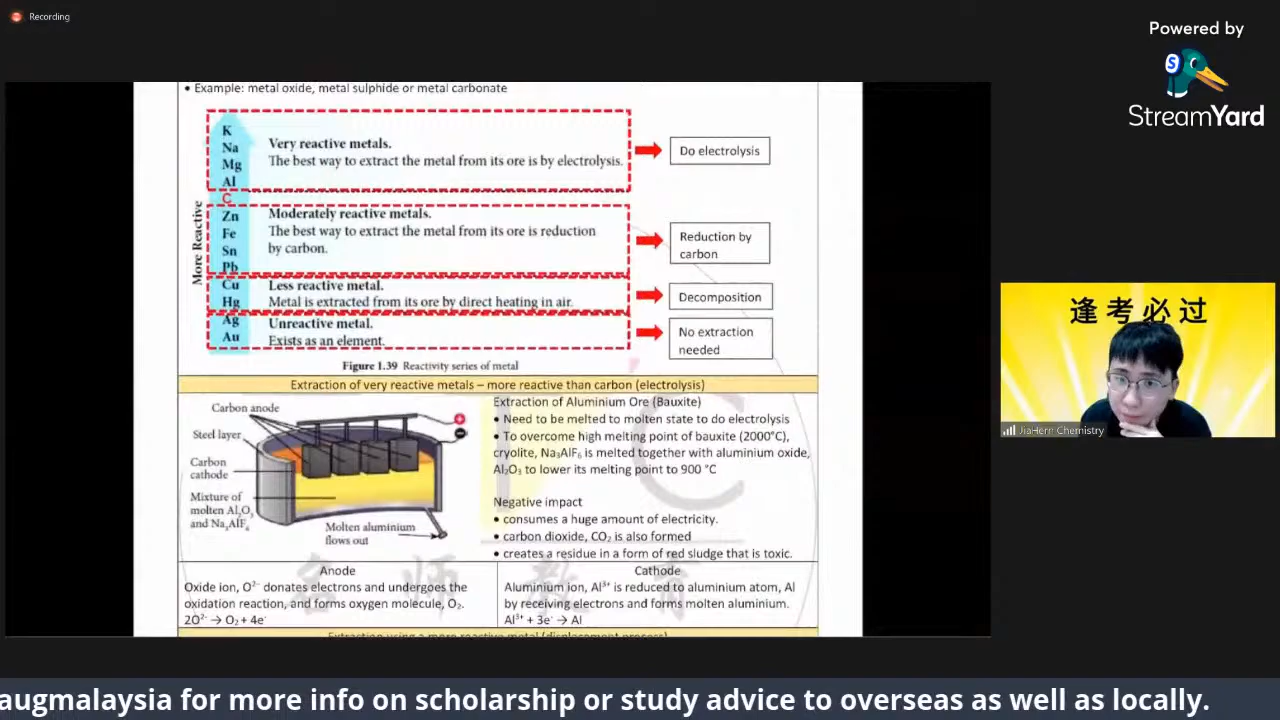 Recording
Powered by
S
StreamYard
• Example: metal oxide, metal sulphide or metal carbonate
More Reactive
K
Na
Mg
Al
C
Zn
Fe
Sn
Pb
Cu
Hg
Ag
Au
Very reactive metals.
The best way to extract the metal from its ore is by electrolysis.
Do electrolysis
Moderately reactive metals.
The best way to extract the metal from its ore is reduction
by carbon.
Reduction by
carbon
Less reactive metal.
Metal is extracted from its ore by direct heating in air.
Decomposition
Unreactive metal.
Exists as an element.
No extraction
needed
Figure 1.39 Reactivity series of metal
Extraction of very reactive metals – more reactive than carbon (electrolysis)
Carbon anode
Steel layer
Carbon
cathode
Mixture of
molten Al₂O₃
and Na₃AlF₆
Molten aluminium
flows out
Extraction of Aluminium Ore (Bauxite)
• Need to be melted to molten state to do electrolysis
• To overcome high melting point of bauxite (2000°C),
cryolite, Na₃AlF₆ is melted together with aluminium oxide,
Al₂O₃ to lower its melting point to 900 °C
Negative impact
• consumes a huge amount of electricity.
• carbon dioxide, CO₂ is also formed
• creates a residue in a form of red sludge that is toxic.
Anode
Oxide ion, O²⁻ donates electrons and undergoes the
oxidation reaction, and forms oxygen molecule, O₂.
2O²⁻ → O₂ + 4e⁻
Cathode
Aluminium ion, Al³⁺ is reduced to aluminium atom, Al
by receiving electrons and forms molten aluminium.
Al³⁺ + 3e⁻ → Al
Extraction using a more reactive metal (displacement process)
名师教育
逢考必过
JiaHern Chemistry
augmalaysia for more info on scholarship or study advice to overseas as well as locally.